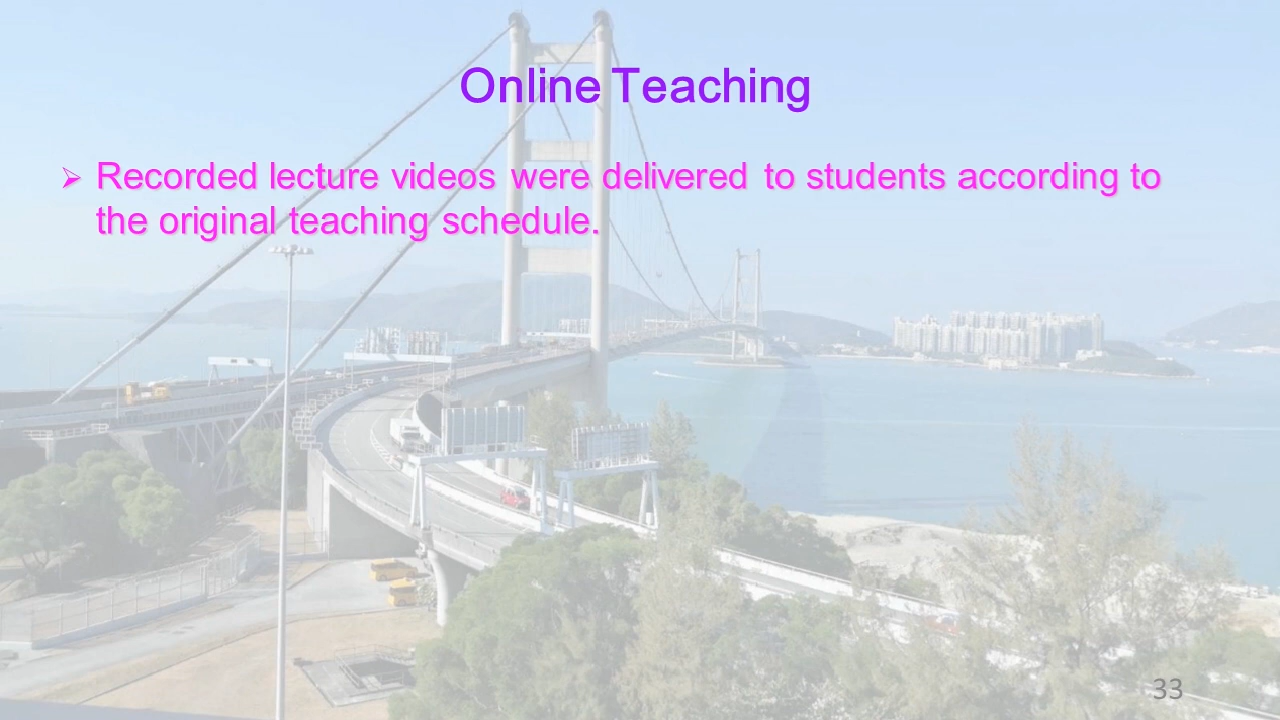 Online Teaching
➢ Recorded lecture videos were delivered to students according to
the original teaching schedule.
33